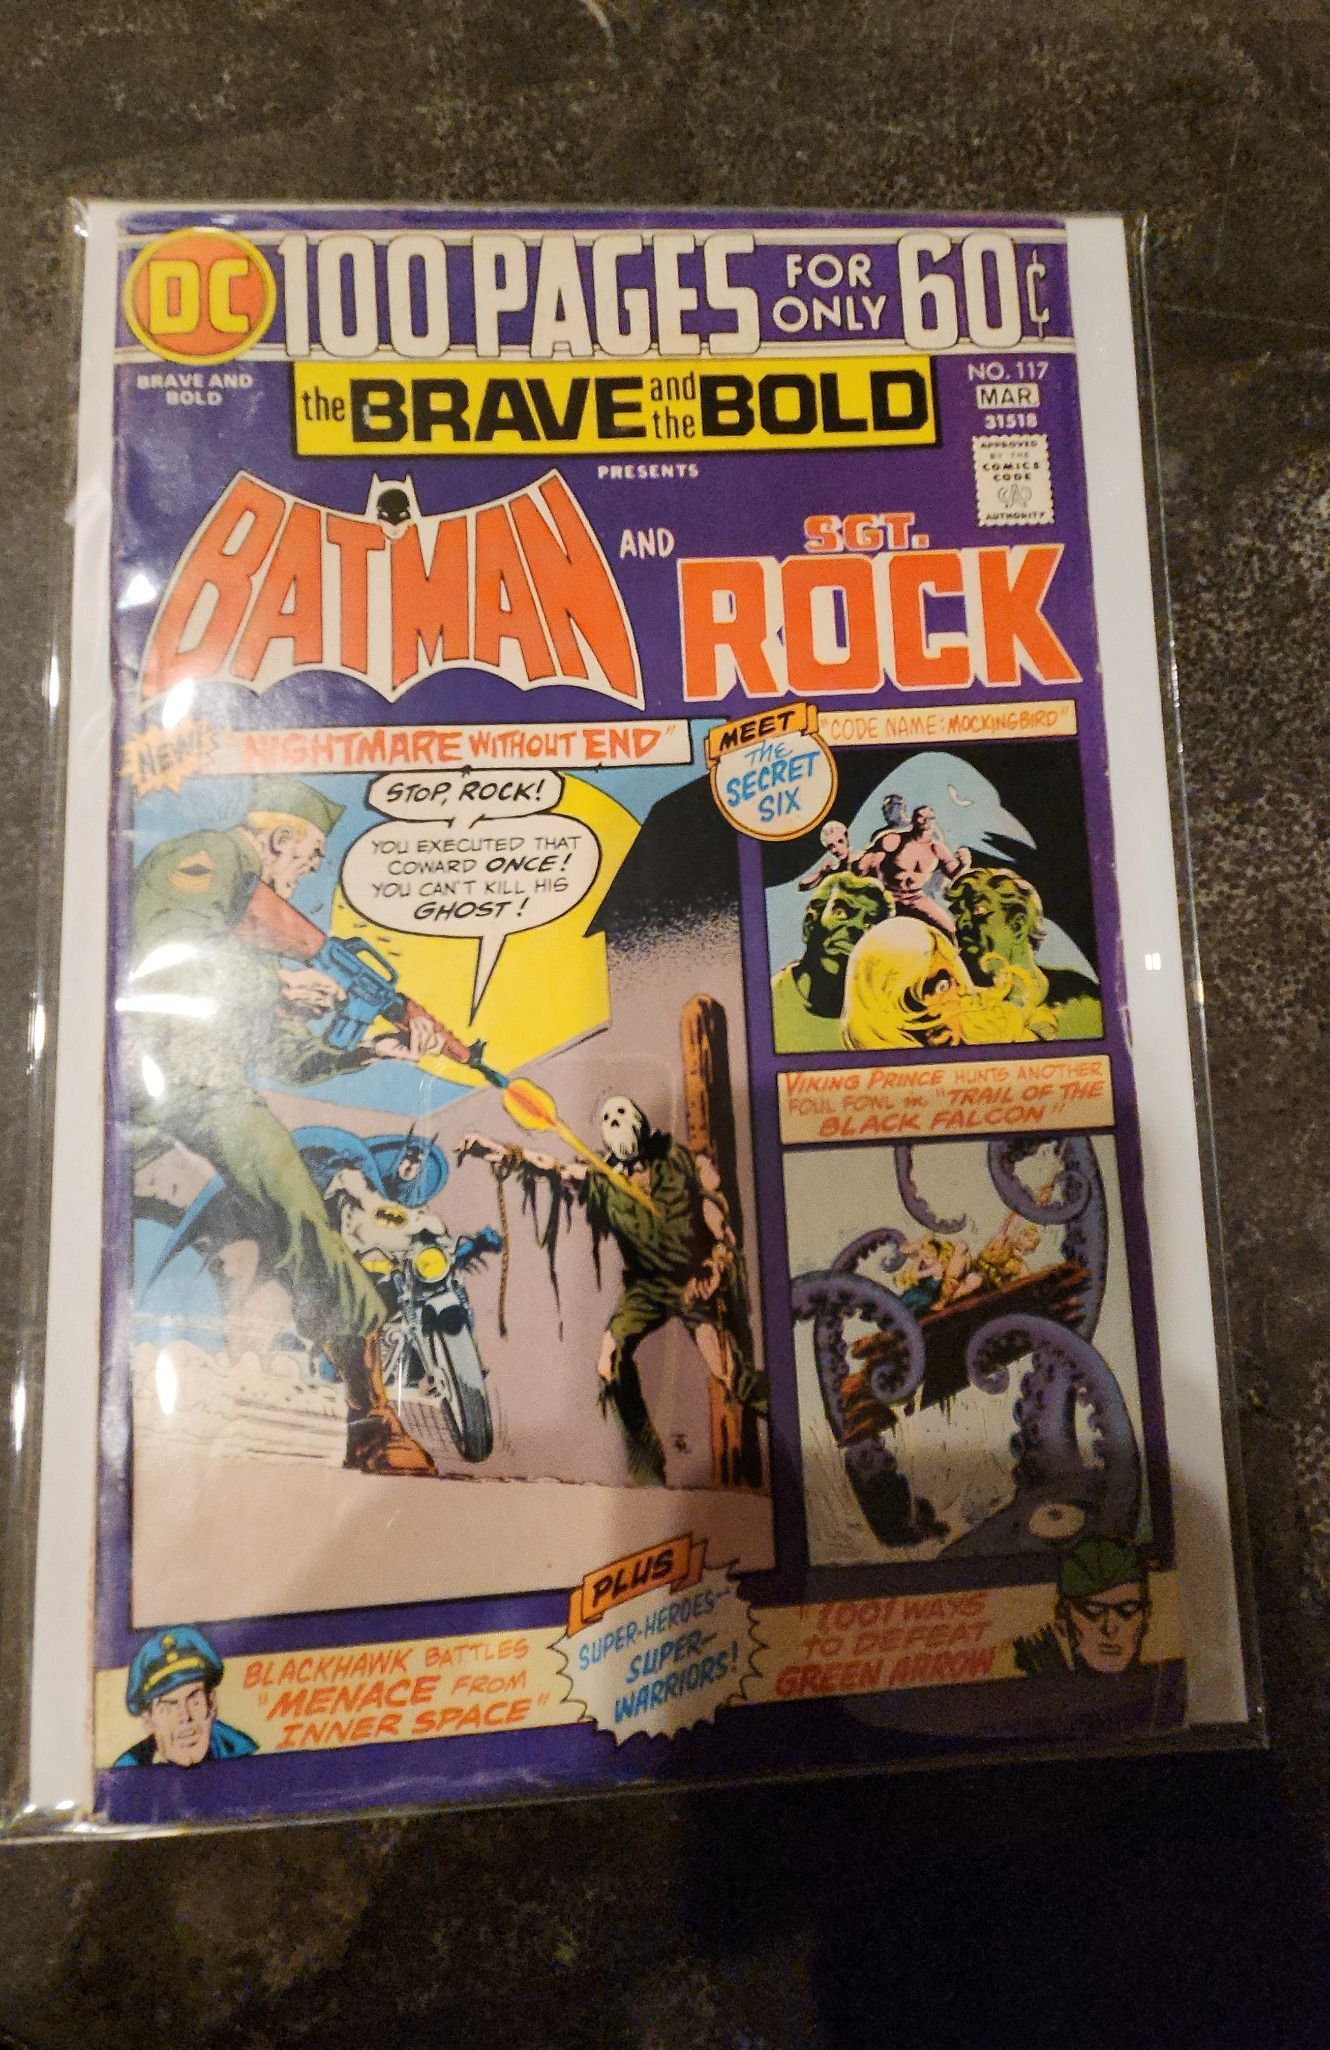 DC
100 PAGES FOR ONLY 60¢
BRAVE AND
BOLD
the BRAVE and the BOLD
NO. 117
MAR.
31518
APPROVED
BY THE
COMICS
CODE
CA
AUTHORITY
PRESENTS
BATMAN
AND
SGT.
ROCK
NEW!
"NIGHTMARE WITHOUT END"
MEET
THE
SECRET
SIX
"CODE NAME: MOCKINGBIRD"
STOP, ROCK!
YOU EXECUTED THAT
COWARD ONCE!
YOU CAN'T KILL HIS
GHOST!
VIKING PRINCE HUNTS ANOTHER
FOUL FOWL in "TRAIL OF THE
BLACK FALCON"
BLACKHAWK BATTLES
"MENACE FROM
INNER SPACE"
PLUS
SUPER-HEROES-
SUPER-
WARRIORS!
"1001 WAYS
TO DEFEAT
GREEN ARROW"